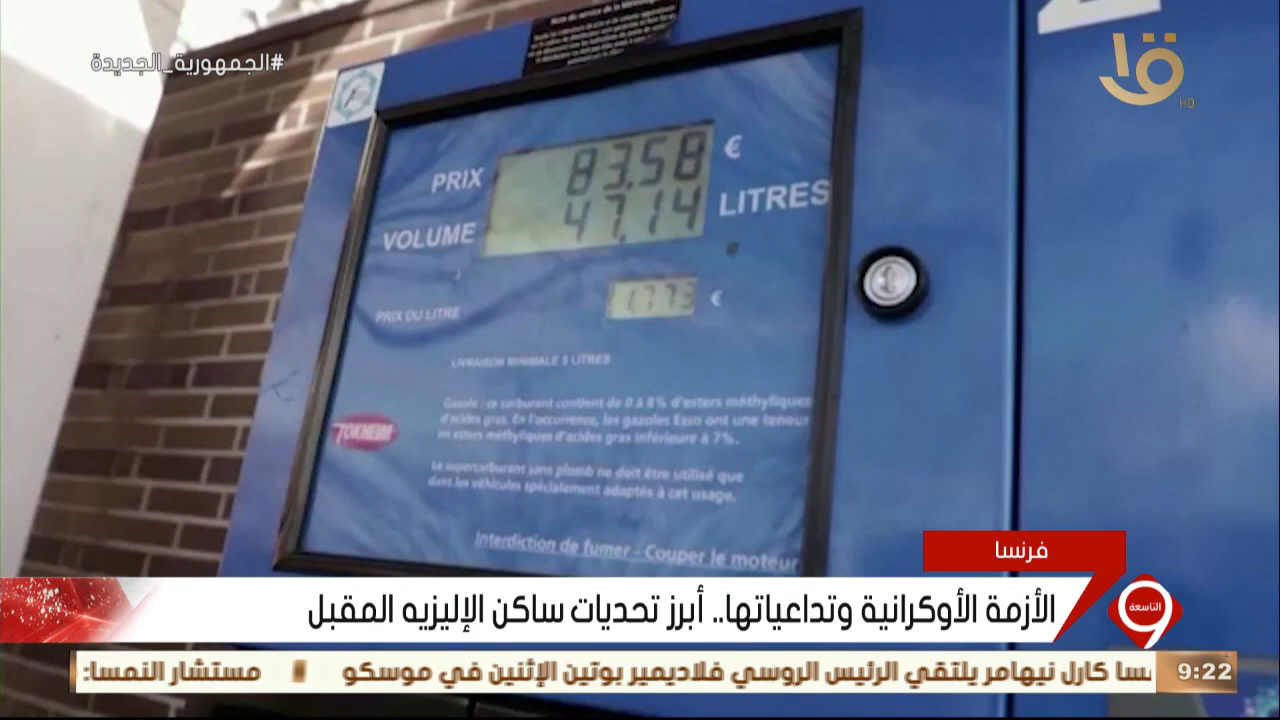 #الجمهورية_الجديدة
HD
PRIX 83.58 €
VOLUME 47.14 LITRES
PRIX DU LITRE 1.773 €
LIVRAISON MINIMALE 5 LITRES
Gazole : ce carburant contient de 0 à 8% d'esters méthyliques
d'acides gras. En l'occurrence, les gazoles Esso ont une teneur
en esters méthyliques d'acides gras inférieure à 7%.
TOKHEIM
Le supercarburant sans plomb ne doit être utilisé que
dans les véhicules spécialement adaptés à cet usage.
Interdiction de fumer - Couper le moteur
فرنسا
الأزمة الأوكرانية وتداعياتها.. أبرز تحديات ساكن الإليزيه المقبل
التاسعة
9
9:22
سا كارل نيهامر يلتقي الرئيس الروسي فلاديمير بوتين الإثنين في موسكو
مستشار النمسا: